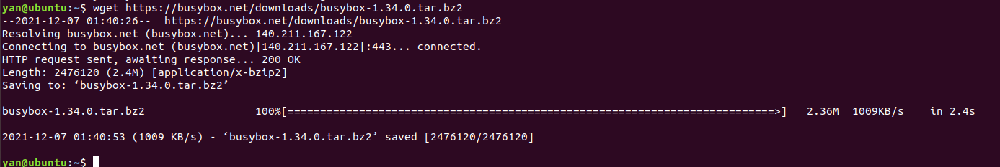 yan@ubuntu:~$ wget https://busybox.net/downloads/busybox-1.34.0.tar.bz2
--2021-12-07 01:40:26--  https://busybox.net/downloads/busybox-1.34.0.tar.bz2
Resolving busybox.net (busybox.net)... 140.211.167.122
Connecting to busybox.net (busybox.net)|140.211.167.122|:443... connected.
HTTP request sent, awaiting response... 200 OK
Length: 2476120 (2.4M) [application/x-bzip2]
Saving to: ‘busybox-1.34.0.tar.bz2’
busybox-1.34.0.tar.bz2                 100%[===========================================================================>]   2.36M  1009KB/s    in 2.4s
2021-12-07 01:40:53 (1009 KB/s) - ‘busybox-1.34.0.tar.bz2’ saved [2476120/2476120]
yan@ubuntu:~$